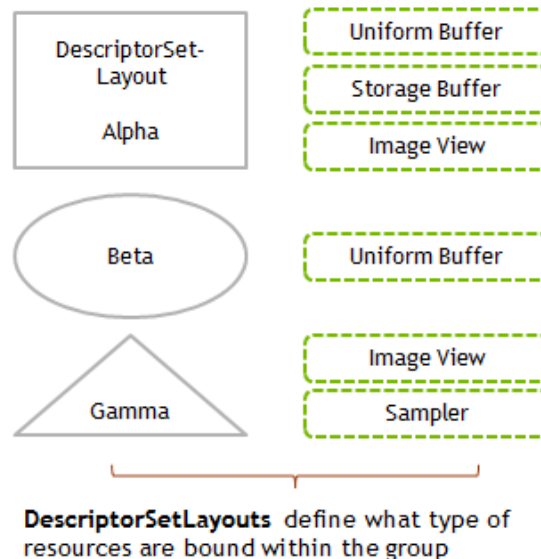 DescriptorSet-
Layout
Alpha
Uniform Buffer
Storage Buffer
Image View
Beta
Uniform Buffer
Gamma
Image View
Sampler
DescriptorSetLayouts define what type of
resources are bound within the group